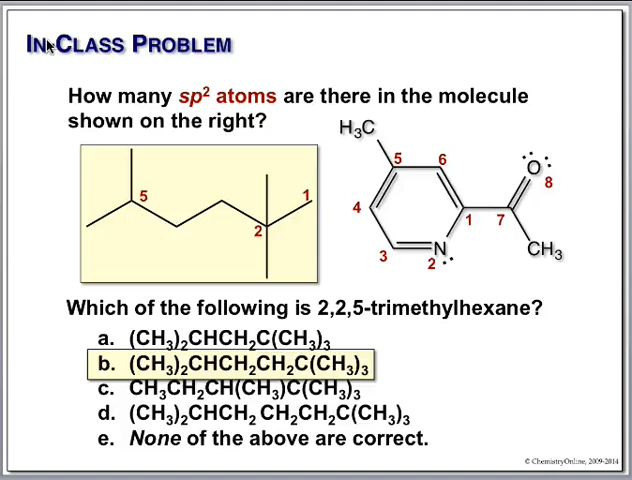 IN-CLASS PROBLEM
How many sp² atoms are there in the molecule
shown on the right?
H₃C
5
6
O
8
5
1
4
2
1
7
3
N
2
CH₃
Which of the following is 2,2,5-trimethylhexane?
a. (CH₃)₂CHCH₂C(CH₃)₃
b. (CH₃)₂CHCH₂CH₂C(CH₃)₃
c. CH₃CH₂CH(CH₃)C(CH₃)₃
d. (CH₃)₂CHCH₂ CH₂CH₂C(CH₃)₃
e. None of the above are correct.
© ChemistryOnline, 2009-2014